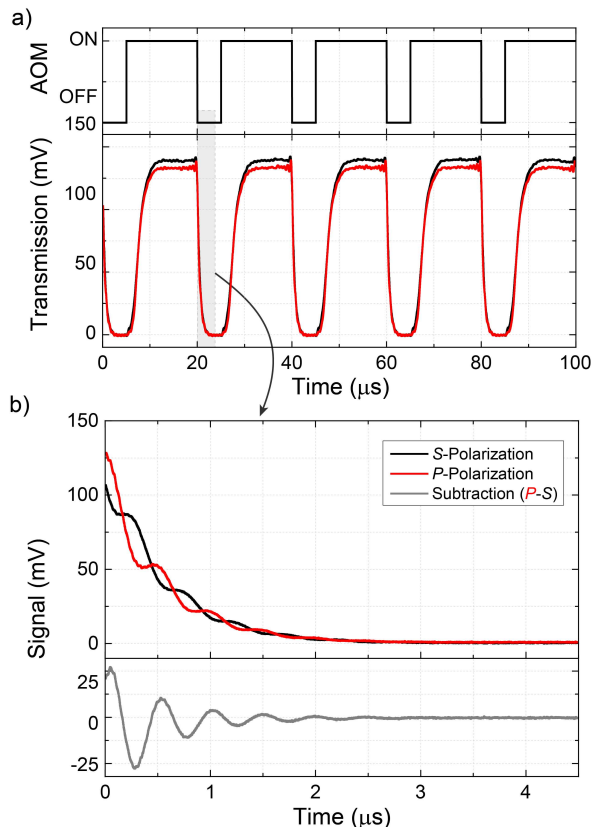 a)
AOM
ON
OFF
150
Transmission (mV)
100
50
0
0 20 40 60 80 100
Time (μs)
b)
Signal (mV)
150
100
50
0
S-Polarization
P-Polarization
Subtraction (P-S)
25
0
-25
0 1 2 3 4
Time (μs)